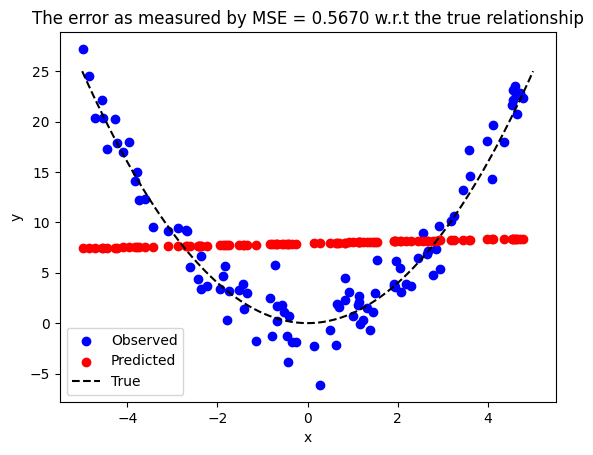 The error as measured by MSE = 0.5670 w.r.t the true relationship
y
25
20
15
10
5
0
−5
Observed
Predicted
True
−4
−2
0
2
4
x